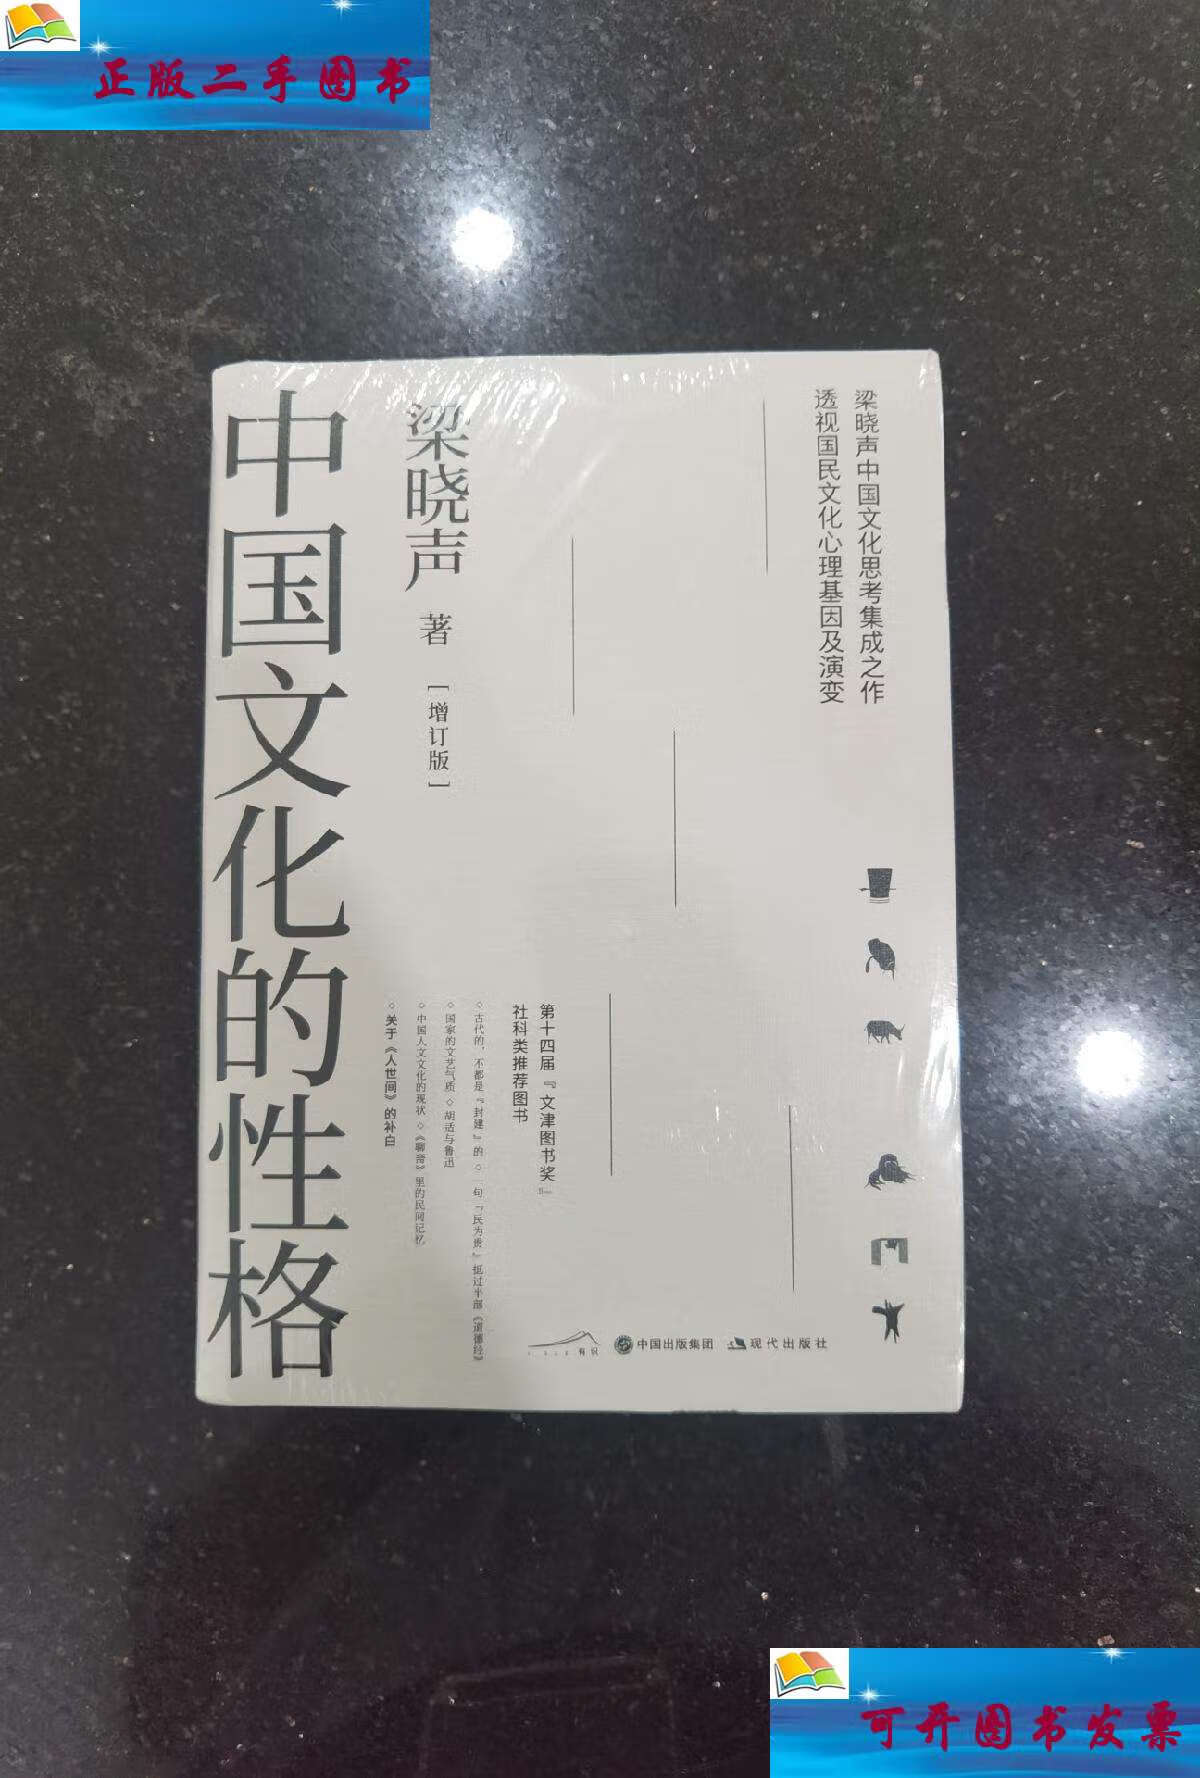 正版二手图书
梁晓声中国文化思考集成之作
透视国民文化心理基因及演变
中国文化的性格
梁晓声 著 [增订版]
第十四届『文津图书奖』
社科类推荐图书
◇古代的，不都是『封建』的 ◇一句『民为贵』抵过半部《道德经》
◇国家的文艺气质 ◇胡适与鲁迅
◇中国人文文化的现状 ◇《聊斋》里的民间记忆
◇关于《人世间》的补白
有识
中国出版集团
现代出版社
可开图书发票